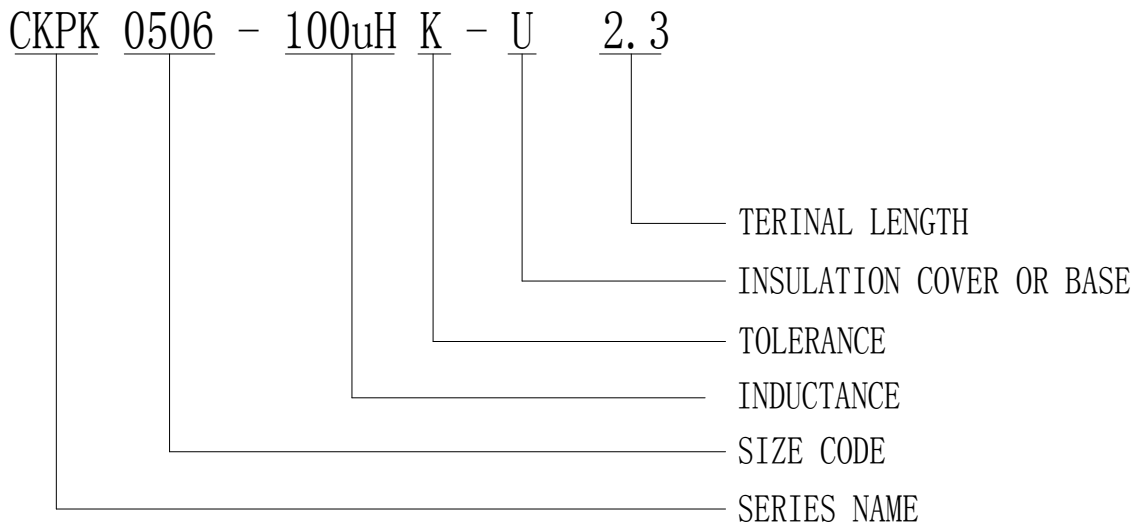 CKPK 0506 - 100uH K - U 2.3
TERINAL LENGTH
INSULATION COVER OR BASE
TOLERANCE
INDUCTANCE
SIZE CODE
SERIES NAME